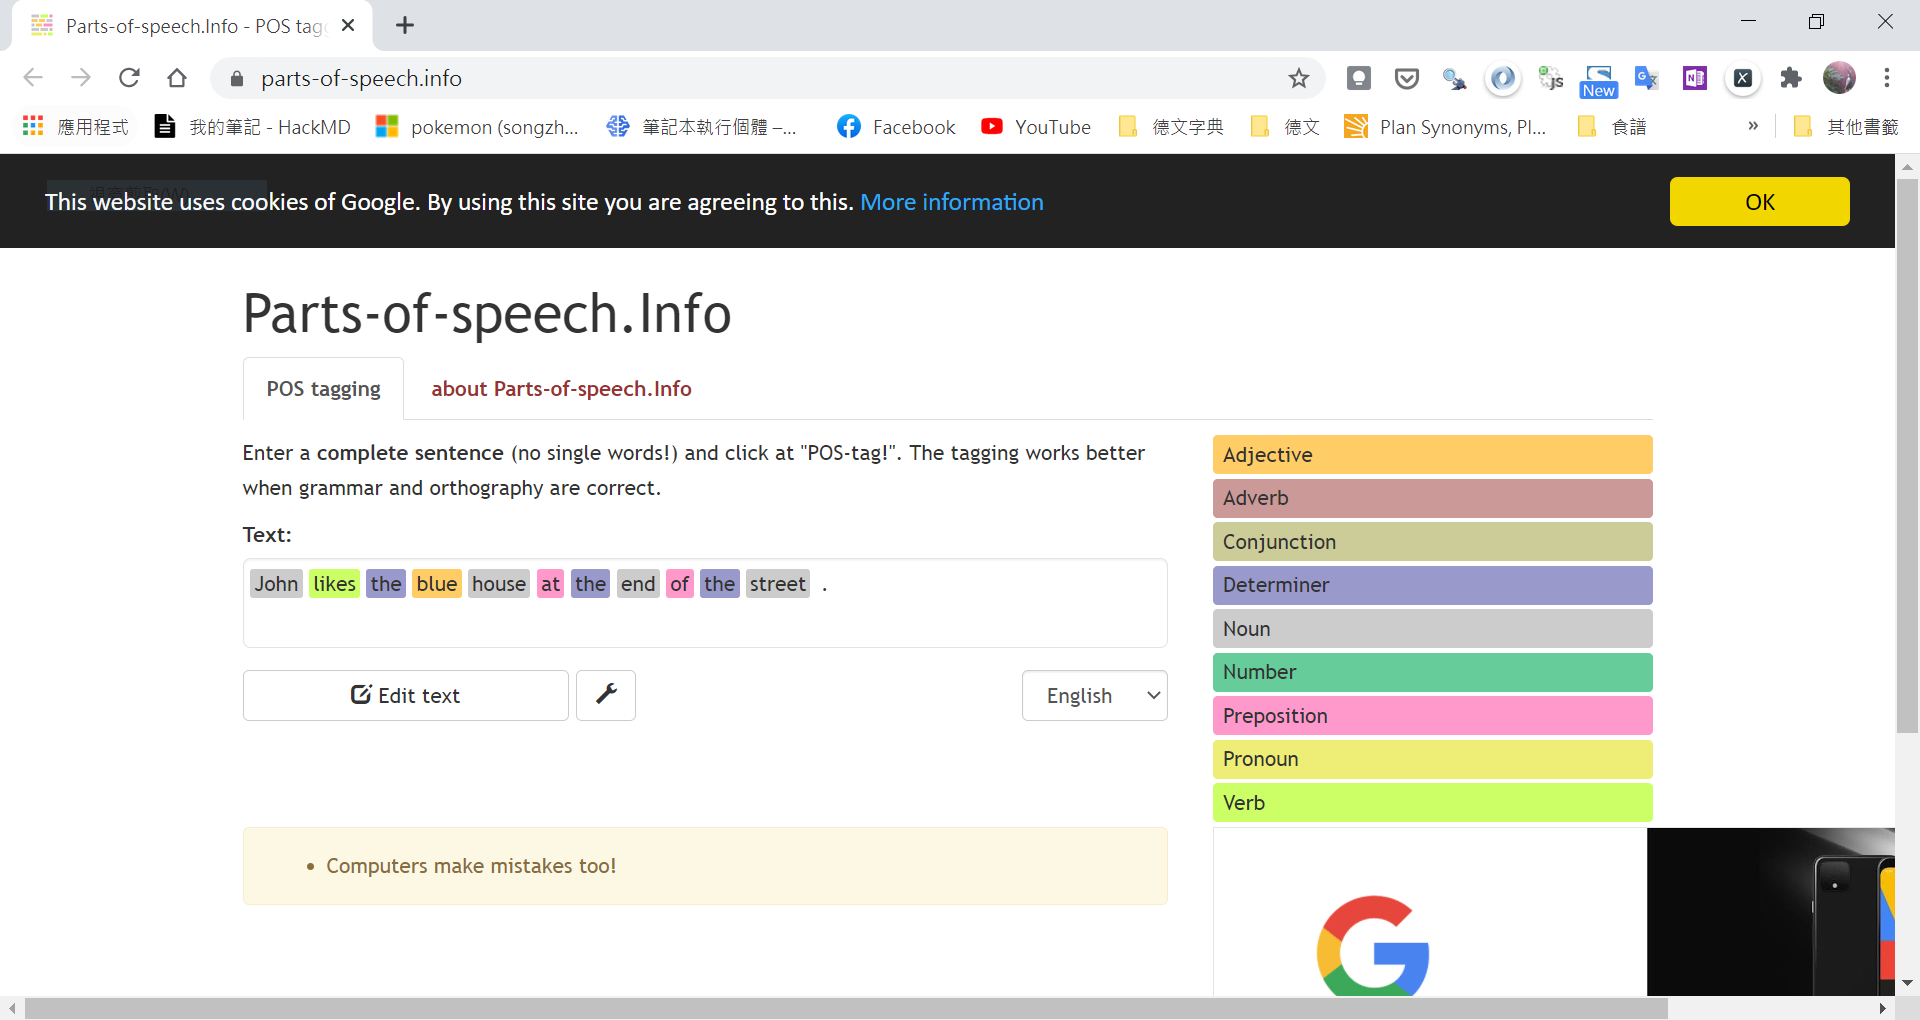 Parts-of-speech.Info - POS tagg
parts-of-speech.info
New
應用程式 我的筆記 - HackMD pokemon (songzh... 筆記本執行個體 –... Facebook YouTube 德文字典 德文 Plan Synonyms, Pl... 食譜 » 其他書籤
This website uses cookies of Google. By using this site you are agreeing to this. More information
OK
Parts-of-speech.Info
POS tagging about Parts-of-speech.Info
Enter a complete sentence (no single words!) and click at "POS-tag!". The tagging works better
when grammar and orthography are correct.
Text:
John likes the blue house at the end of the street .
Edit text
English
Computers make mistakes too!
Adjective
Adverb
Conjunction
Determiner
Noun
Number
Preposition
Pronoun
Verb